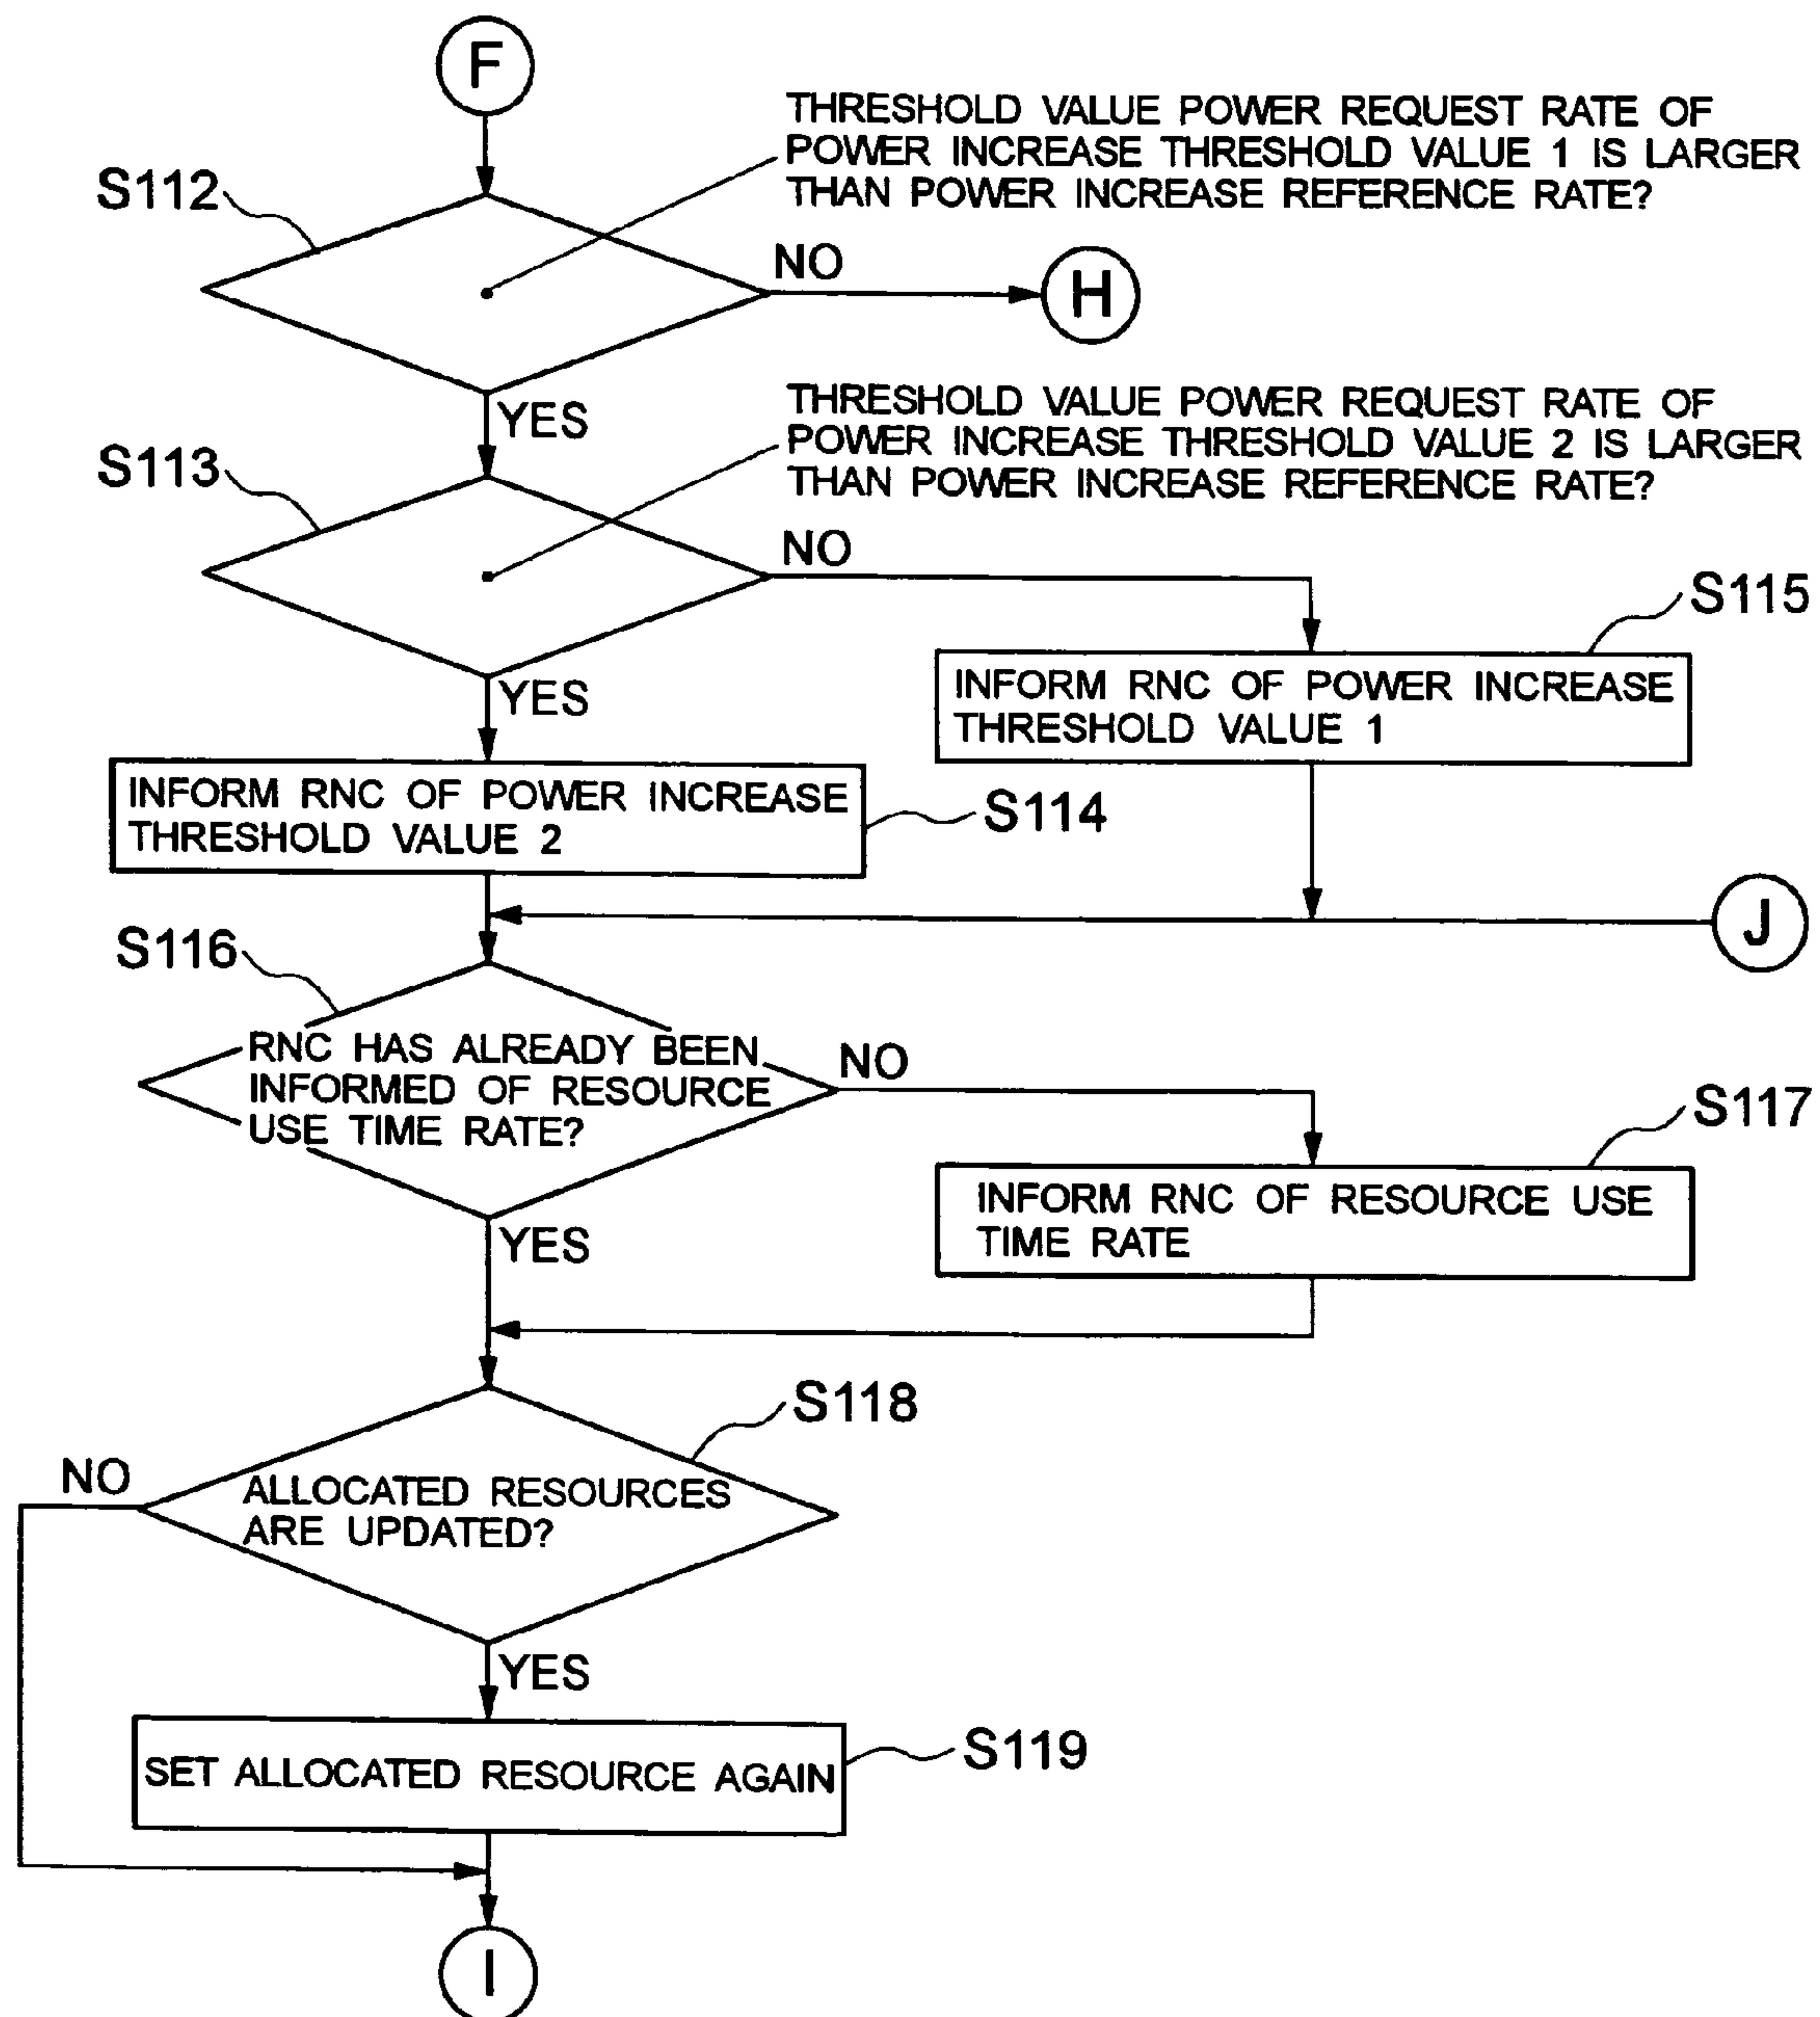 F
THRESHOLD VALUE POWER REQUEST RATE OF
POWER INCREASE THRESHOLD VALUE 1 IS LARGER
THAN POWER INCREASE REFERENCE RATE?
S112
NO
H
YES
THRESHOLD VALUE POWER REQUEST RATE OF
POWER INCREASE THRESHOLD VALUE 2 IS LARGER
THAN POWER INCREASE REFERENCE RATE?
S113
NO
S115
INFORM RNC OF POWER INCREASE
THRESHOLD VALUE 1
YES
INFORM RNC OF POWER INCREASE
THRESHOLD VALUE 2
S114
J
S116
RNC HAS ALREADY BEEN
INFORMED OF RESOURCE
USE TIME RATE?
NO
S117
INFORM RNC OF RESOURCE USE
TIME RATE
YES
S118
NO
ALLOCATED RESOURCES
ARE UPDATED?
YES
S119
SET ALLOCATED RESOURCE AGAIN
I